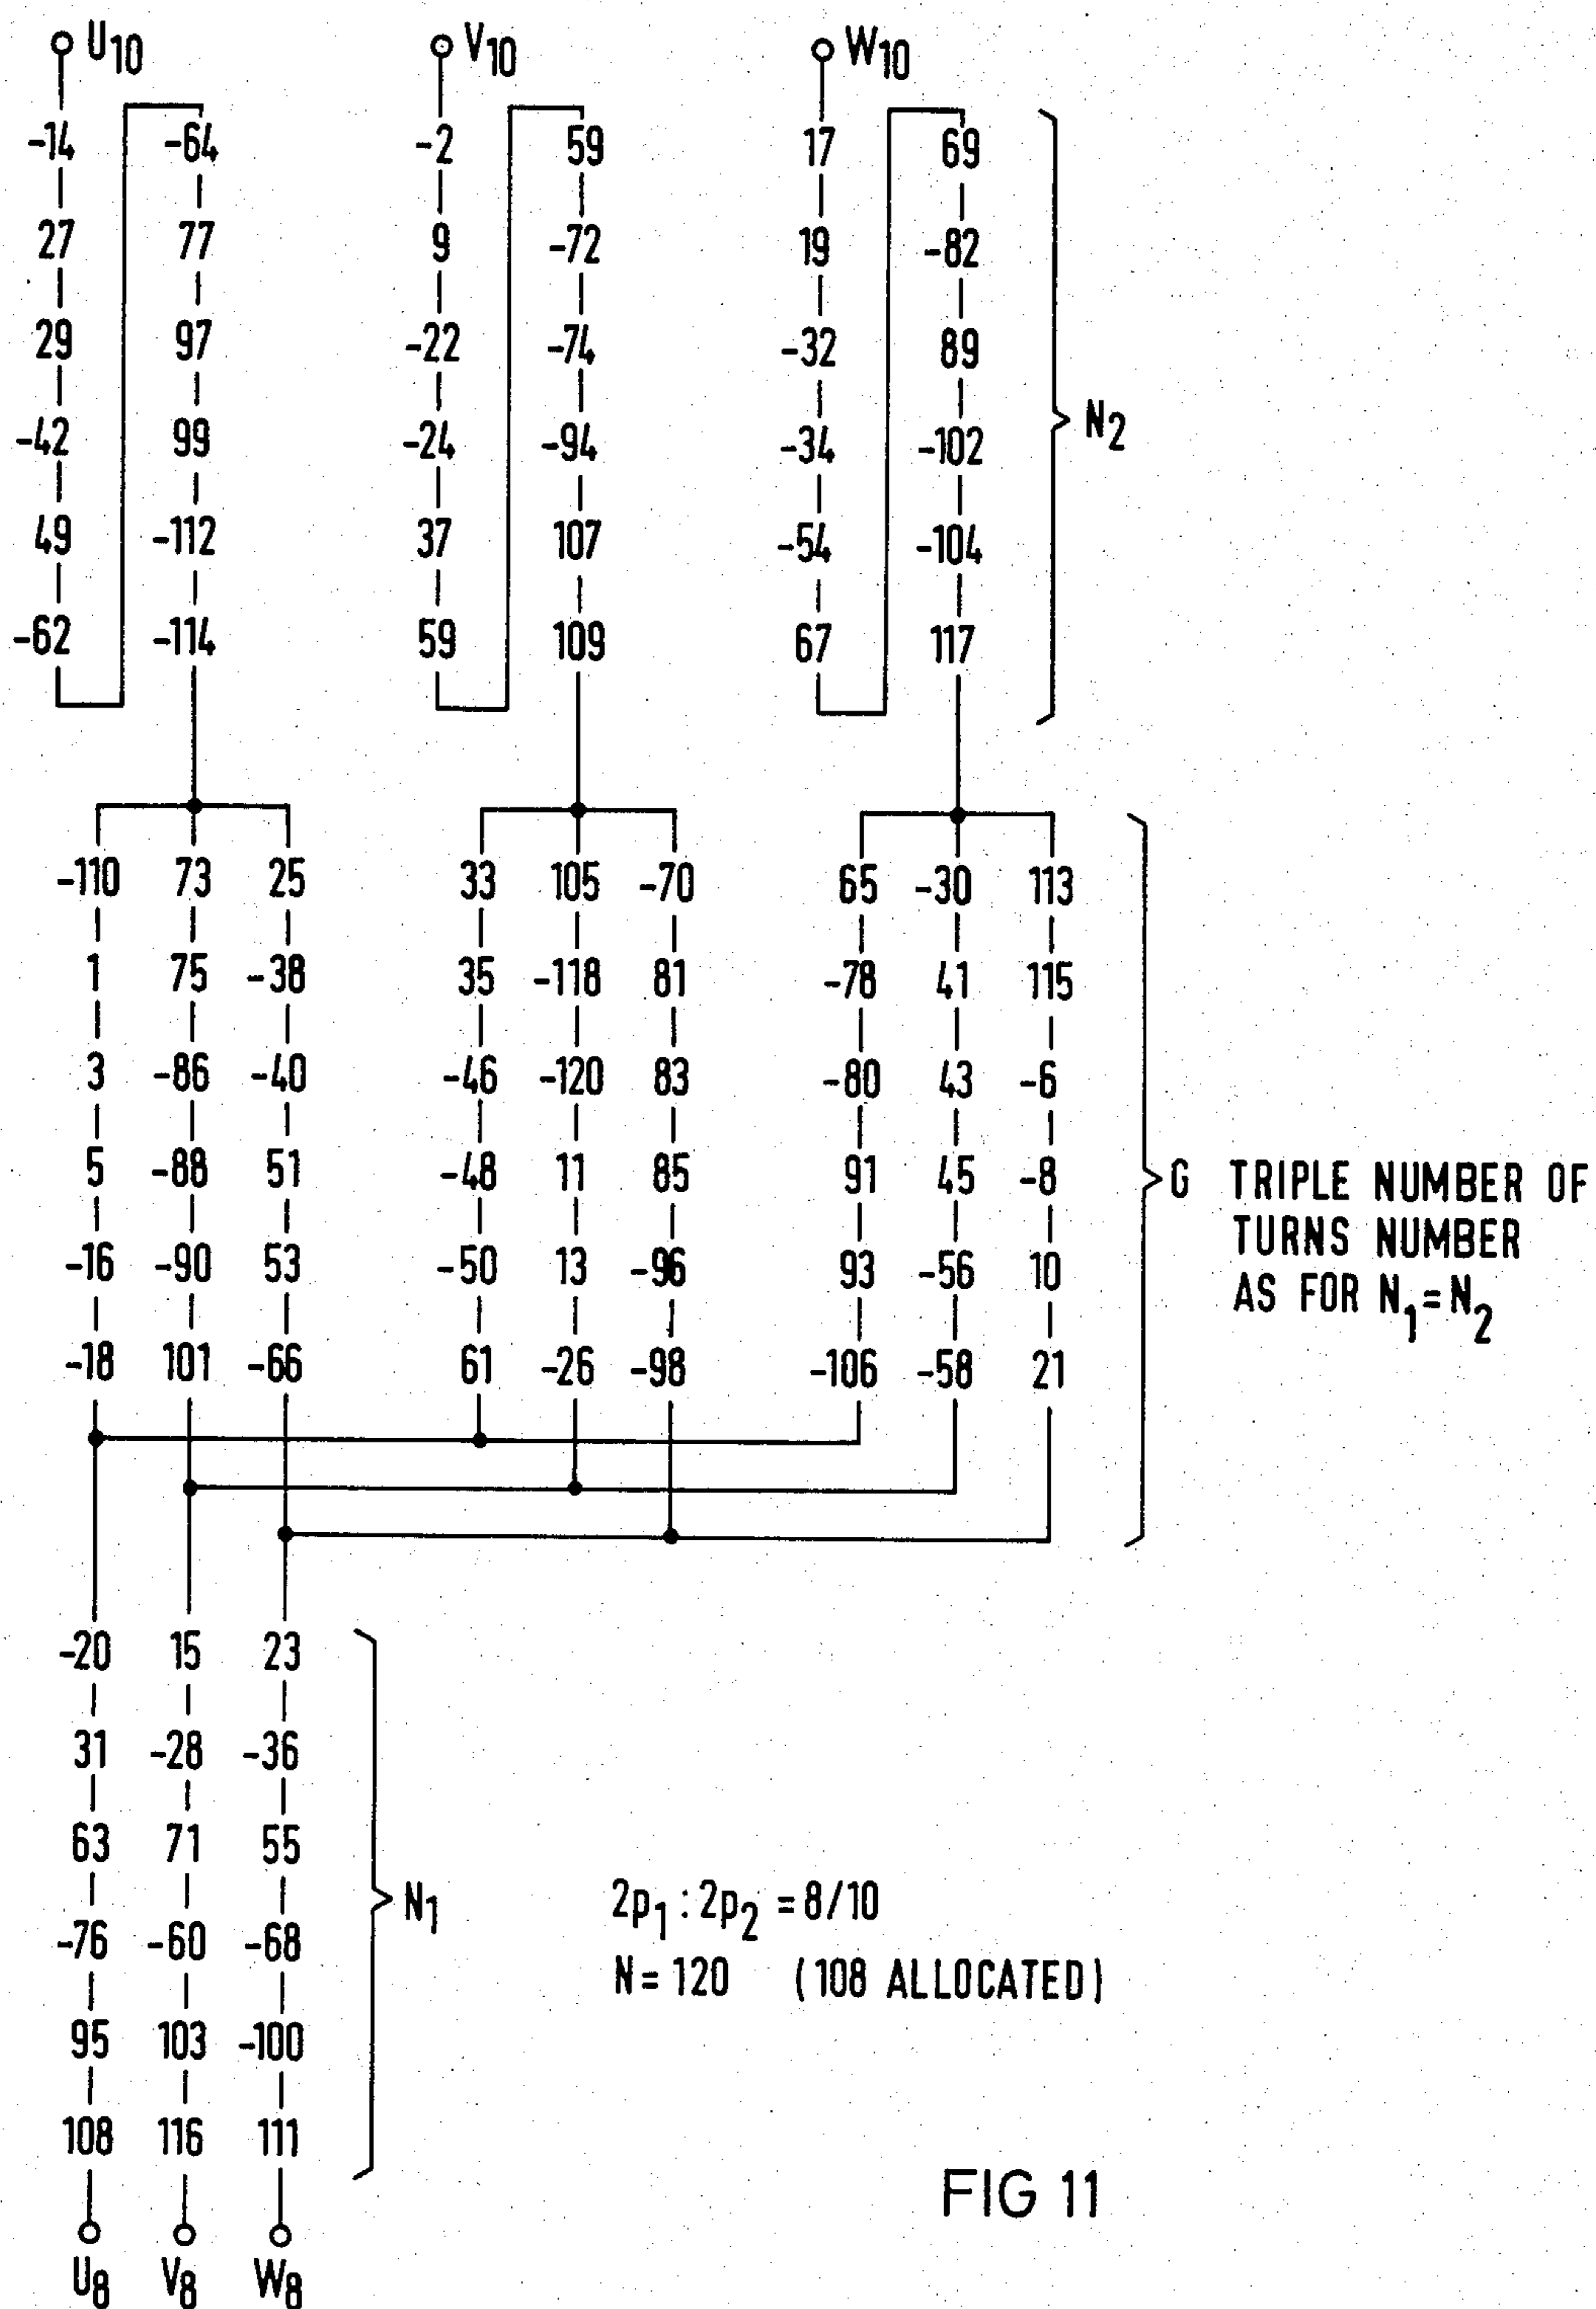 U10 V10 W10
-14 -64 -2 59 17 69
27 77 9 -72 19 -82
29 97 -22 -74 -32 89
-42 99 -24 -94 -34 -102
N2
49 -112 37 107 -54 -104
-62 -114 59 109 67 117
-110 73 25 33 105 -70 65 -30 113
1 75 -38 35 -118 81 -78 41 115
3 -86 -40 -46 -120 83 -80 43 -6
5 -88 51 -48 11 85 91 45 -8
G TRIPLE NUMBER OF
TURNS NUMBER
AS FOR N1=N2
-16 -90 53 -50 13 -96 93 -56 10
-18 101 -66 61 -26 -98 -106 -58 21
-20 15 23
31 -28 -36
63 71 55
N1
-76 -60 -68
95 103 -100
108 116 111
U8 V8 W8
2p1 : 2p2 = 8/10
N = 120 (108 ALLOCATED)
FIG 11